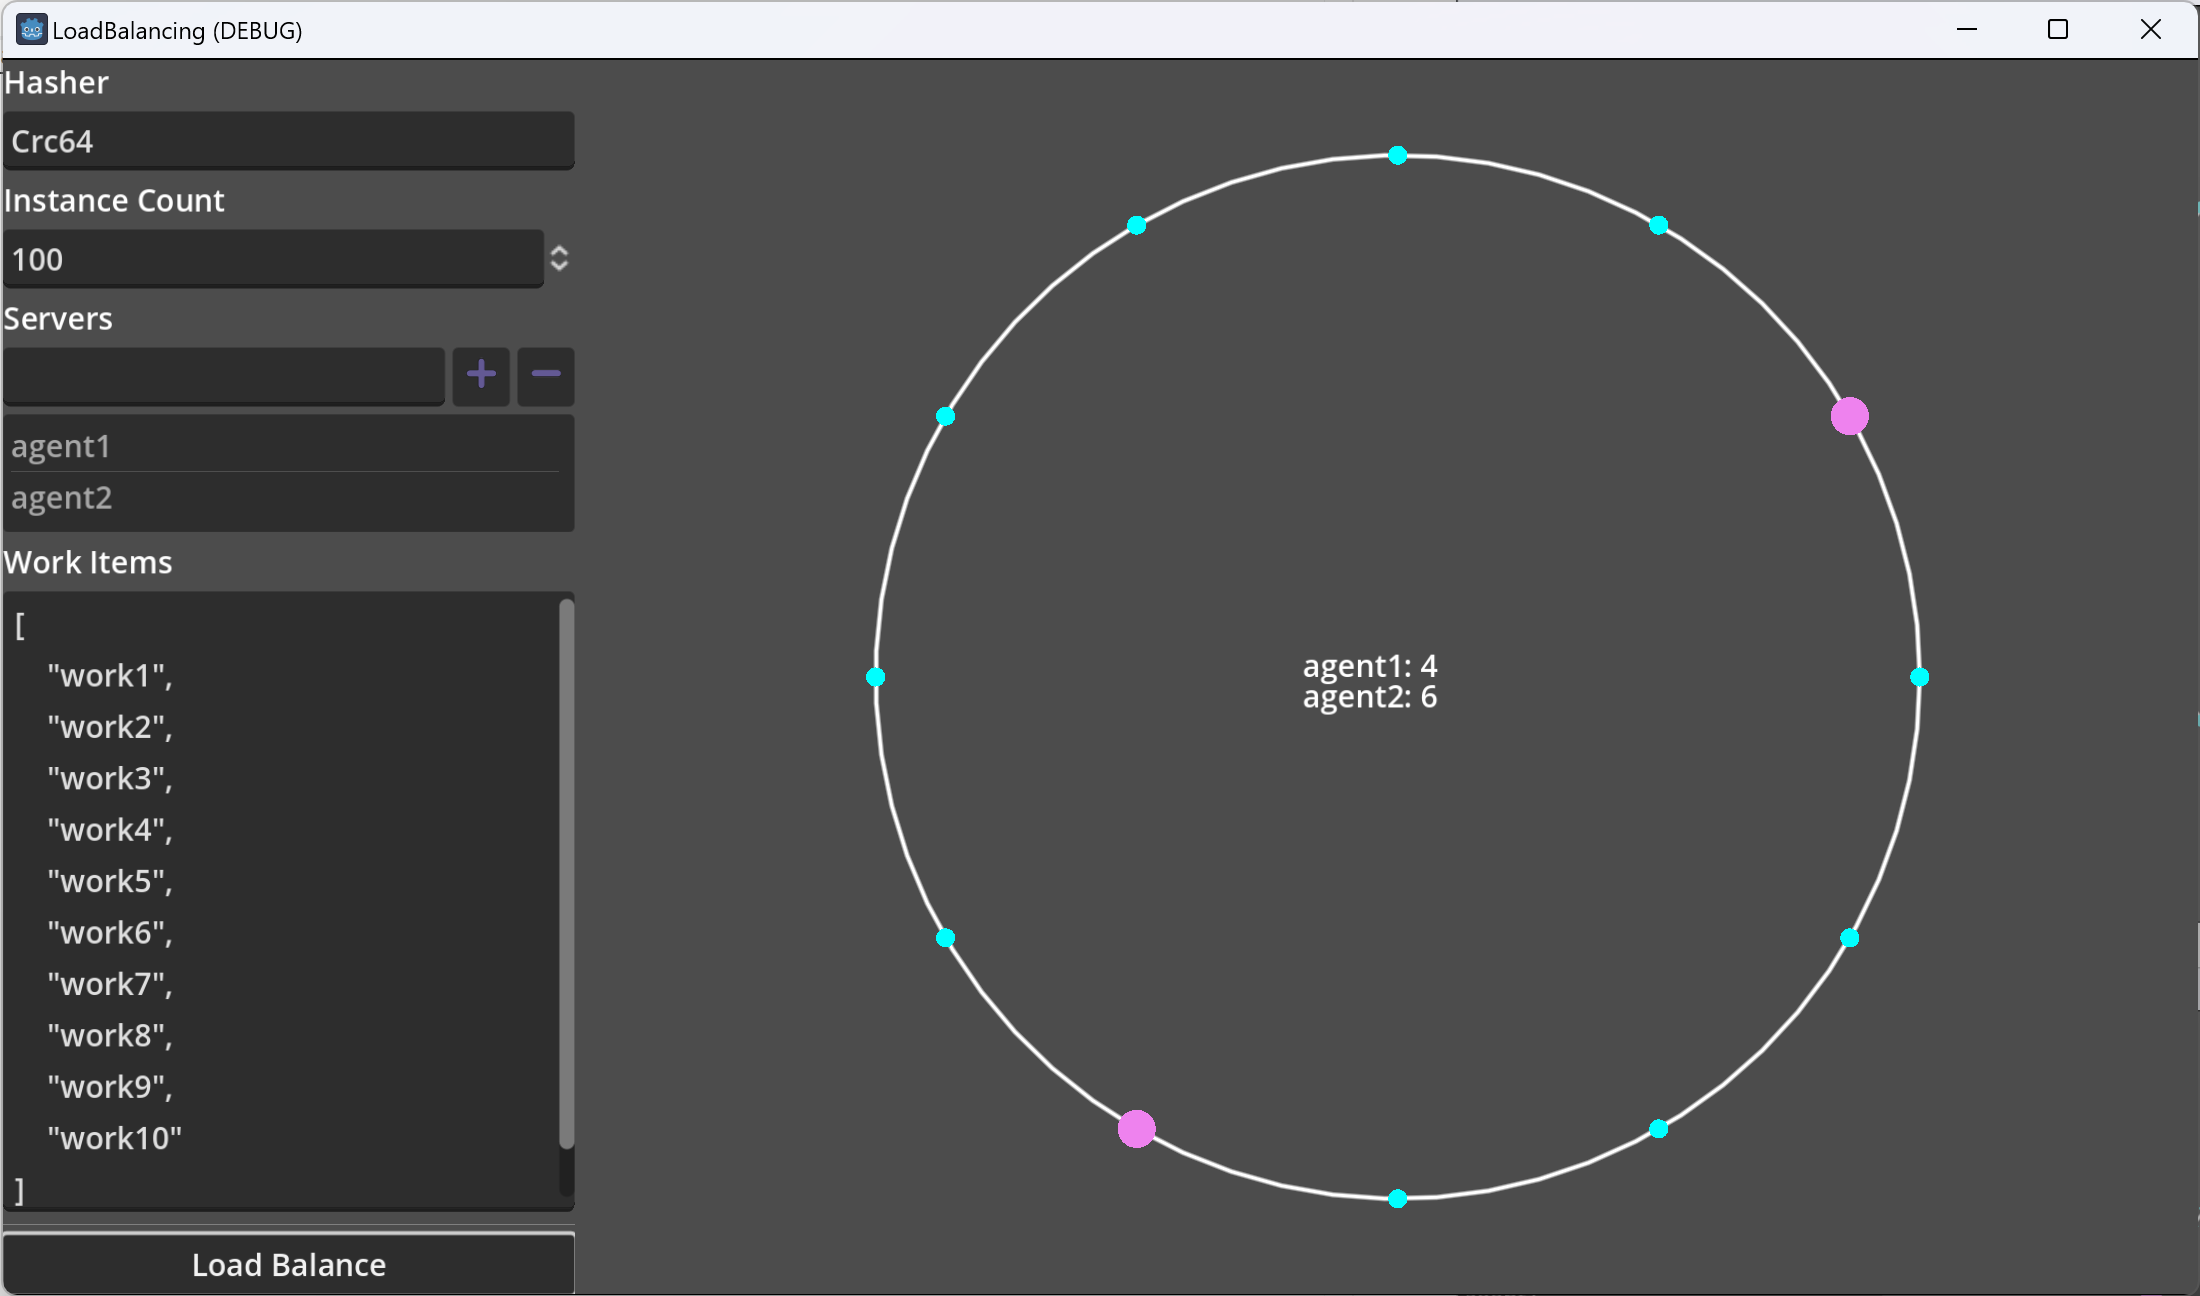 LoadBalancing (DEBUG)
Hasher
Crc64
Instance Count
100
Servers
agent1
agent2
Work Items
[
"work1",
"work2",
"work3",
"work4",
"work5",
"work6",
"work7",
"work8",
"work9",
"work10"
]
Load Balance
agent1: 4
agent2: 6